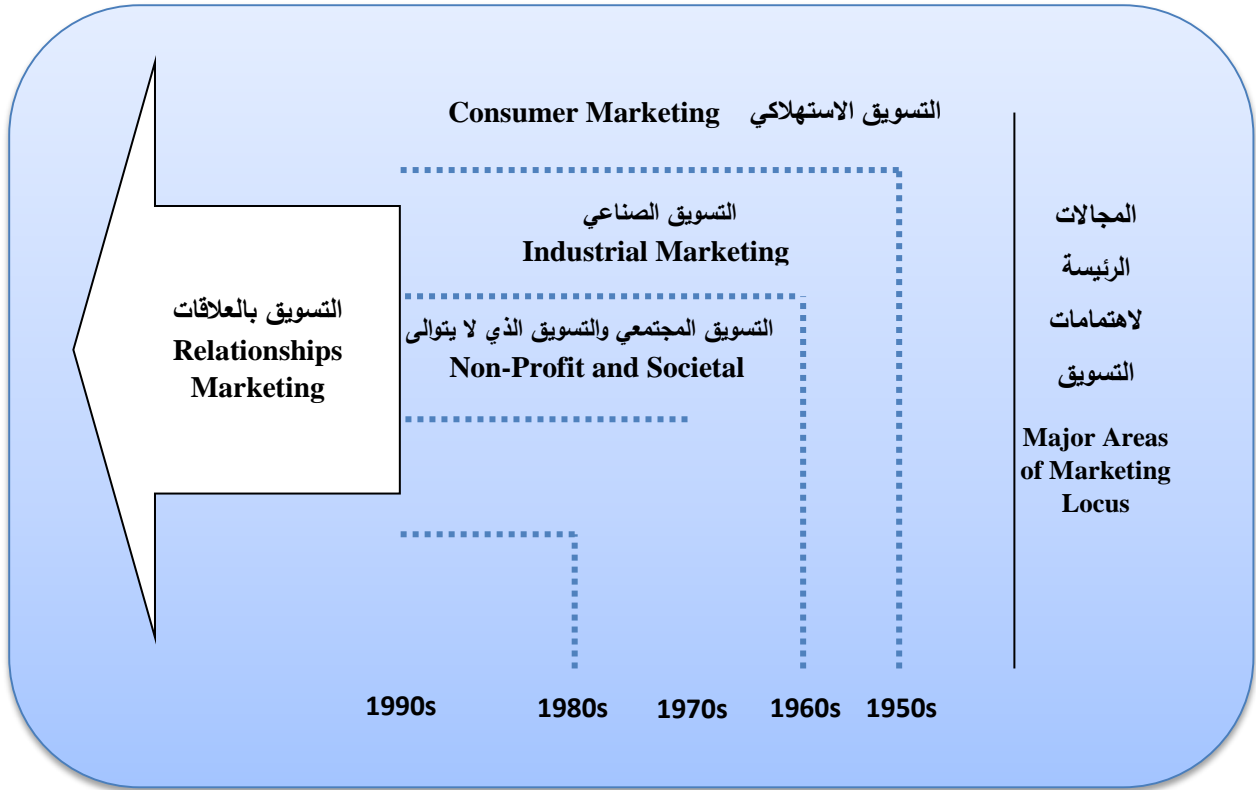 التسويق الاستهلاكي Consumer Marketing
التسويق الصناعي
Industrial Marketing
التسويق المجتمعي والتسويق الذي لا يتوالى
Non-Profit and Societal
التسويق بالعلاقات
Relationships
Marketing
المجالات
الرئيسة
لاهتمامات
التسويق
Major Areas
of Marketing
Locus
1990s 1980s 1970s 1960s 1950s